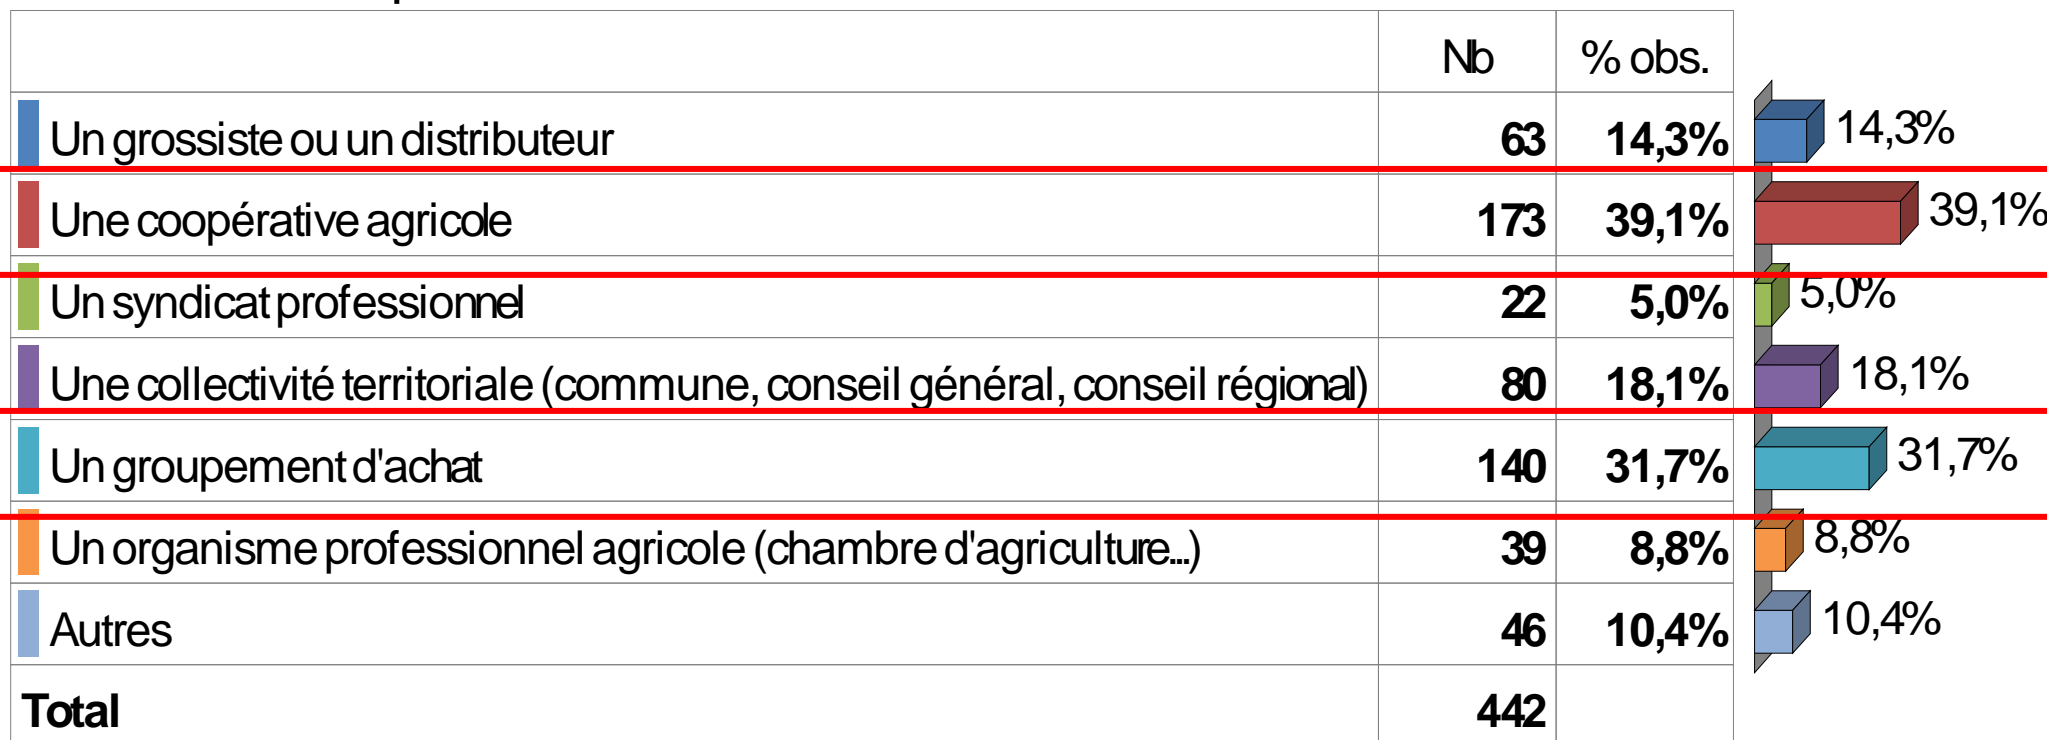 Nb % obs.
Un grossiste ou un distributeur 63 14,3% 14,3%
Une coopérative agricole 173 39,1% 39,1%
Un syndicat professionnel 22 5,0% 5,0%
Une collectivité territoriale (commune, conseil général, conseil régional) 80 18,1% 18,1%
Un groupement d'achat 140 31,7% 31,7%
Un organisme professionnel agricole (chambre d'agriculture...) 39 8,8% 8,8%
Autres 46 10,4% 10,4%
Total 442